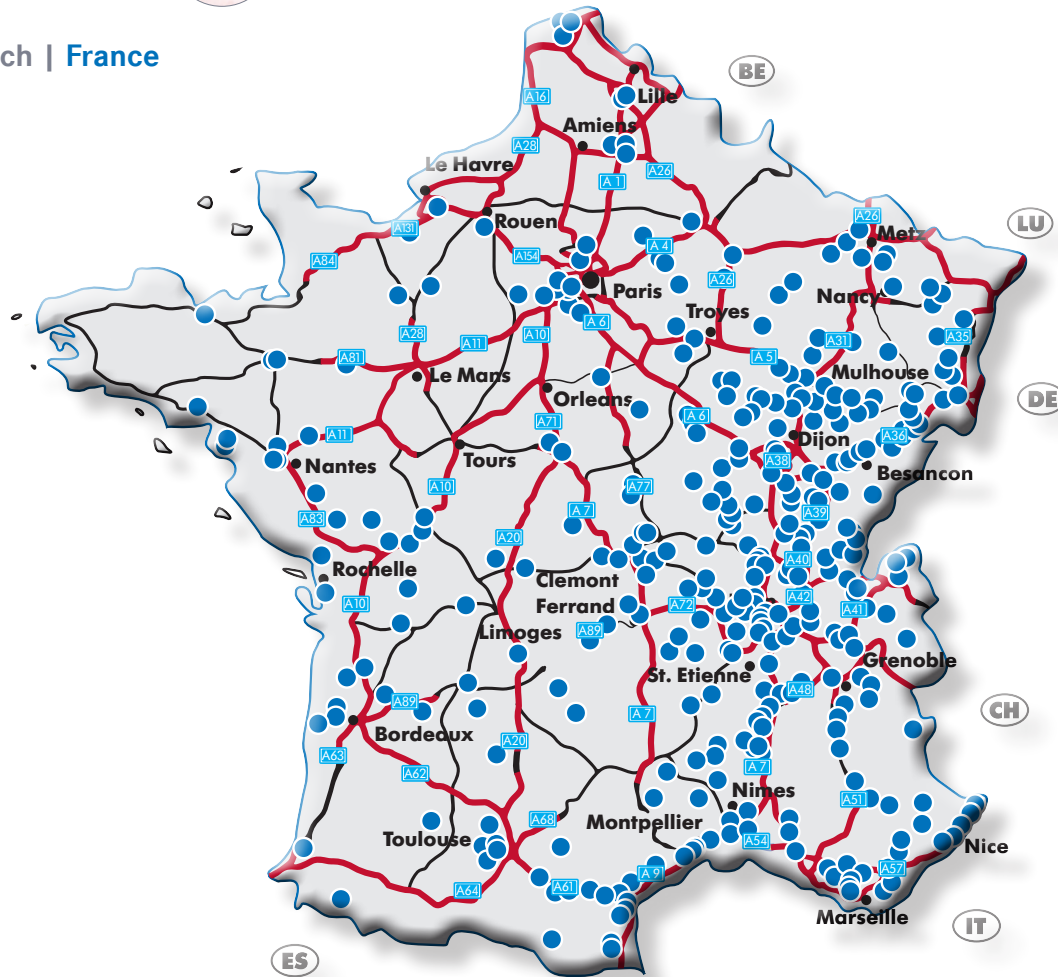 ch | France
BE
A16
Lille
Amiens
A28
Le Havre
A26
A 1
A26
Rouen
A131
LU
Metz
A 4
A154
A84
A26
Nancy
Paris
Troyes
A 6
A28
A10
A11
A31
A35
A 5
A81
Mulhouse
Le Mans
DE
Orleans
A 6
A71
A11
Dijon
A36
Tours
A38
Nantes
Besancon
A10
A77
A 7
A39
A83
A20
A40
Rochelle
Clemont
A42
A10
Ferrand
A72
A41
A89
Limoges
Grenoble
St. Etienne
A48
A89
CH
A 7
Bordeaux
A20
A63
A 7
A62
Nimes
A51
A68
Montpellier
Toulouse
A54
Nice
A57
A 9
A61
A64
Marseille
IT
ES